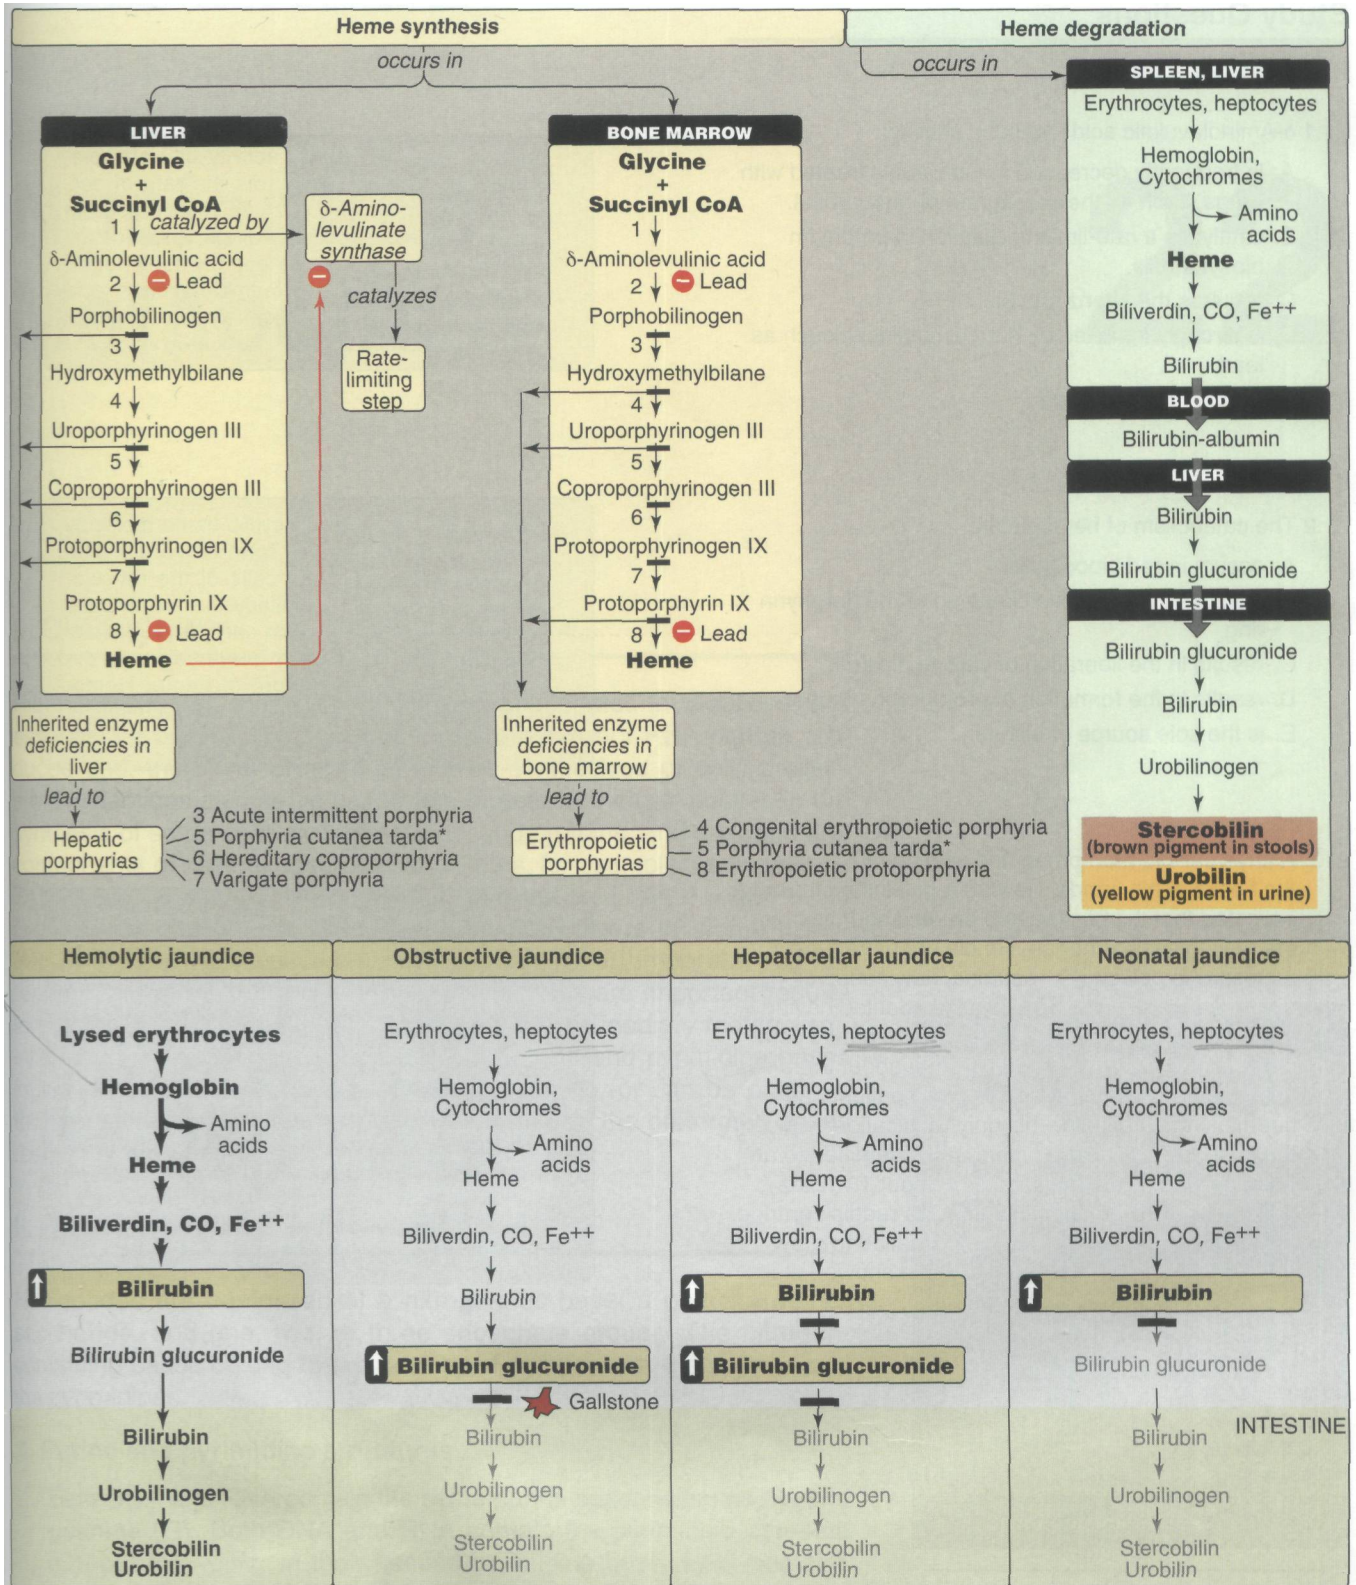 Heme synthesis
occurs in
LIVER
Glycine
+
Succinyl CoA
1
catalyzed by
δ-Amino-
levulinate
synthase
catalyzes
Rate-
limiting
step
δ-Aminolevulinic acid
2 − Lead
Porphobilinogen
3
Hydroxymethylbilane
4
Uroporphyrinogen III
5
Coproporphyrinogen III
6
Protoporphyrinogen IX
7
Protoporphyrin IX
8 − Lead
Heme
−
Inherited enzyme
deficiencies in
liver
lead to
Hepatic
porphyrias
3 Acute intermittent porphyria
5 Porphyria cutanea tarda*
6 Hereditary coproporphyria
7 Varigate porphyria
BONE MARROW
Glycine
+
Succinyl CoA
1
δ-Aminolevulinic acid
2 − Lead
Porphobilinogen
3
Hydroxymethylbilane
4
Uroporphyrinogen III
5
Coproporphyrinogen III
6
Protoporphyrinogen IX
7
Protoporphyrin IX
8 − Lead
Heme
Inherited enzyme
deficiencies in
bone marrow
lead to
Erythropoietic
porphyrias
4 Congenital erythropoietic porphyria
5 Porphyria cutanea tarda*
8 Erythropoietic protoporphyria
Heme degradation
occurs in
SPLEEN, LIVER
Erythrocytes, heptocytes
Hemoglobin,
Cytochromes
Amino
acids
Heme
Biliverdin, CO, Fe++
Bilirubin
BLOOD
Bilirubin-albumin
LIVER
Bilirubin
Bilirubin glucuronide
INTESTINE
Bilirubin glucuronide
Bilirubin
Urobilinogen
Stercobilin
(brown pigment in stools)
Urobilin
(yellow pigment in urine)
Hemolytic jaundice
Lysed erythrocytes
Hemoglobin
Amino
acids
Heme
Biliverdin, CO, Fe++
Bilirubin
Bilirubin glucuronide
Bilirubin
Urobilinogen
Stercobilin
Urobilin
Obstructive jaundice
Erythrocytes, heptocytes
Hemoglobin,
Cytochromes
Amino
acids
Heme
Biliverdin, CO, Fe++
Bilirubin
Bilirubin glucuronide
Gallstone
Bilirubin
Urobilinogen
Stercobilin
Urobilin
Hepatocellar jaundice
Erythrocytes, heptocytes
Hemoglobin,
Cytochromes
Amino
acids
Heme
Biliverdin, CO, Fe++
Bilirubin
Bilirubin glucuronide
Bilirubin
Urobilinogen
Stercobilin
Urobilin
Neonatal jaundice
Erythrocytes, heptocytes
Hemoglobin,
Cytochromes
Amino
acids
Heme
Biliverdin, CO, Fe++
Bilirubin
Bilirubin glucuronide
INTESTINE
Bilirubin
Urobilinogen
Stercobilin
Urobilin